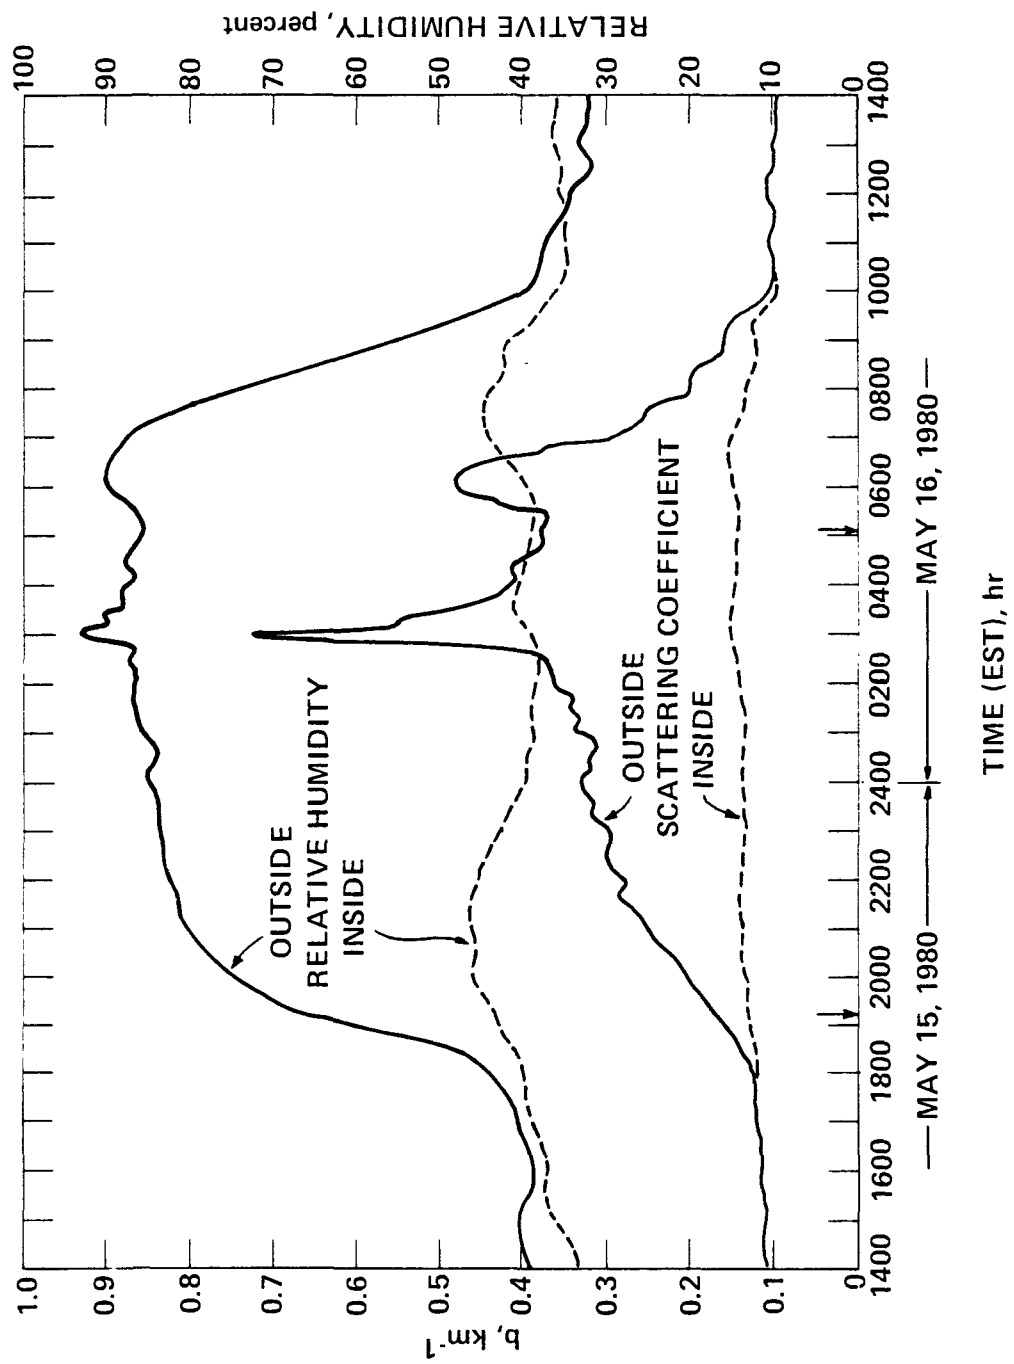 b, km-1
1.0
0.9
0.8
0.7
0.6
0.5
0.4
0.3
0.2
0.1
0
RELATIVE HUMIDITY, percent
100
90
80
70
60
50
40
30
20
10
0
OUTSIDE
RELATIVE HUMIDITY
INSIDE
OUTSIDE
SCATTERING COEFFICIENT
INSIDE
1400 1600 1800 2000 2200 2400 0200 0400 0600 0800 1000 1200 1400
MAY 15, 1980 MAY 16, 1980
TIME (EST), hr